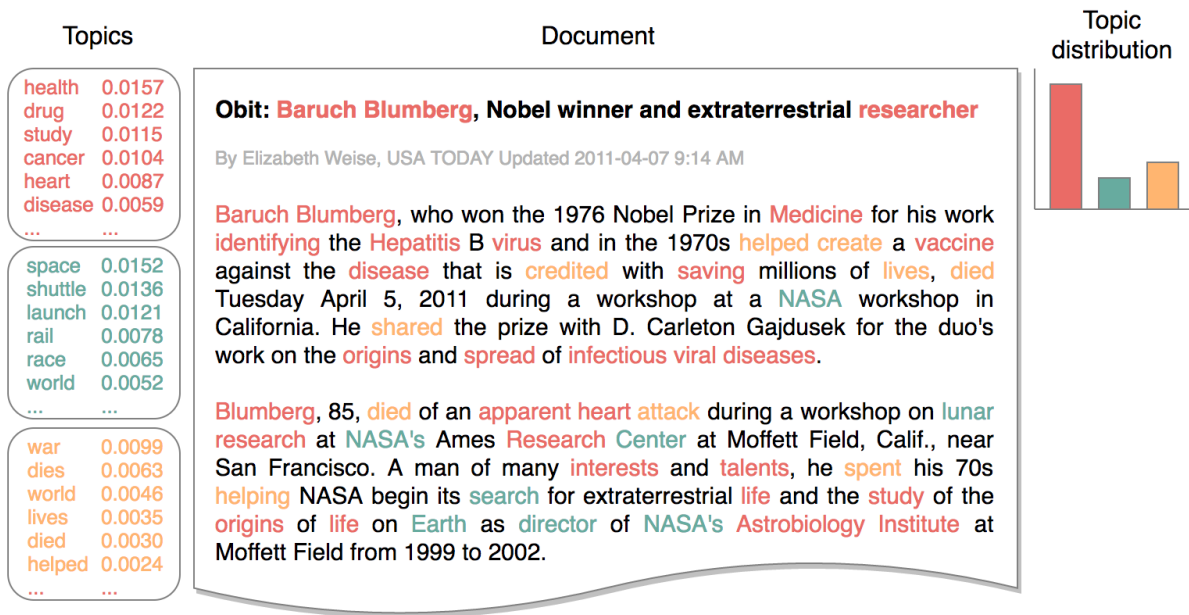 Topics
Document
Topic
distribution
health 0.0157
drug 0.0122
study 0.0115
cancer 0.0104
heart 0.0087
disease 0.0059
... ...
space 0.0152
shuttle 0.0136
launch 0.0121
rail 0.0078
race 0.0065
world 0.0052
... ...
war 0.0099
dies 0.0063
world 0.0046
lives 0.0035
died 0.0030
helped 0.0024
... ...
Obit: Baruch Blumberg, Nobel winner and extraterrestrial researcher
By Elizabeth Weise, USA TODAY Updated 2011-04-07 9:14 AM
Baruch Blumberg, who won the 1976 Nobel Prize in Medicine for his work
identifying the Hepatitis B virus and in the 1970s helped create a vaccine
against the disease that is credited with saving millions of lives, died
Tuesday April 5, 2011 during a workshop at a NASA workshop in
California. He shared the prize with D. Carleton Gajdusek for the duo's
work on the origins and spread of infectious viral diseases.
Blumberg, 85, died of an apparent heart attack during a workshop on lunar
research at NASA's Ames Research Center at Moffett Field, Calif., near
San Francisco. A man of many interests and talents, he spent his 70s
helping NASA begin its search for extraterrestrial life and the study of the
origins of life on Earth as director of NASA's Astrobiology Institute at
Moffett Field from 1999 to 2002.